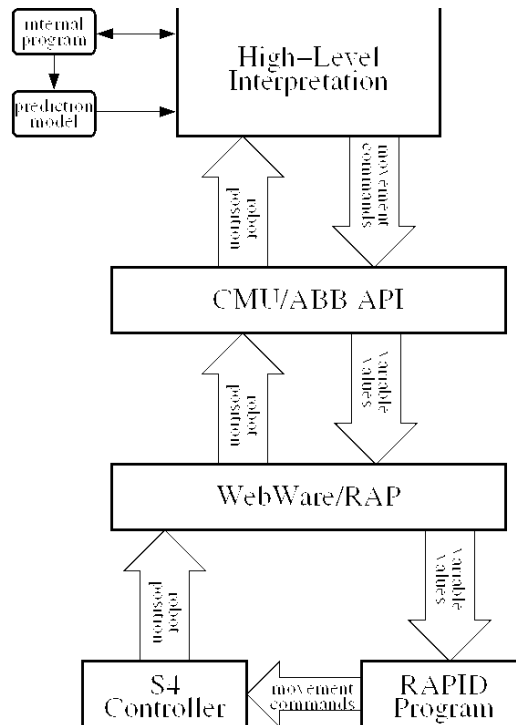 internal
program
prediction
model
High-Level
Interpretation
robot
position
movement
commands
CMU/ABB API
robot
position
variable
values
WebWare/RAP
robot
position
variable
values
S4
Controller
movement
commands
RAPID
Program